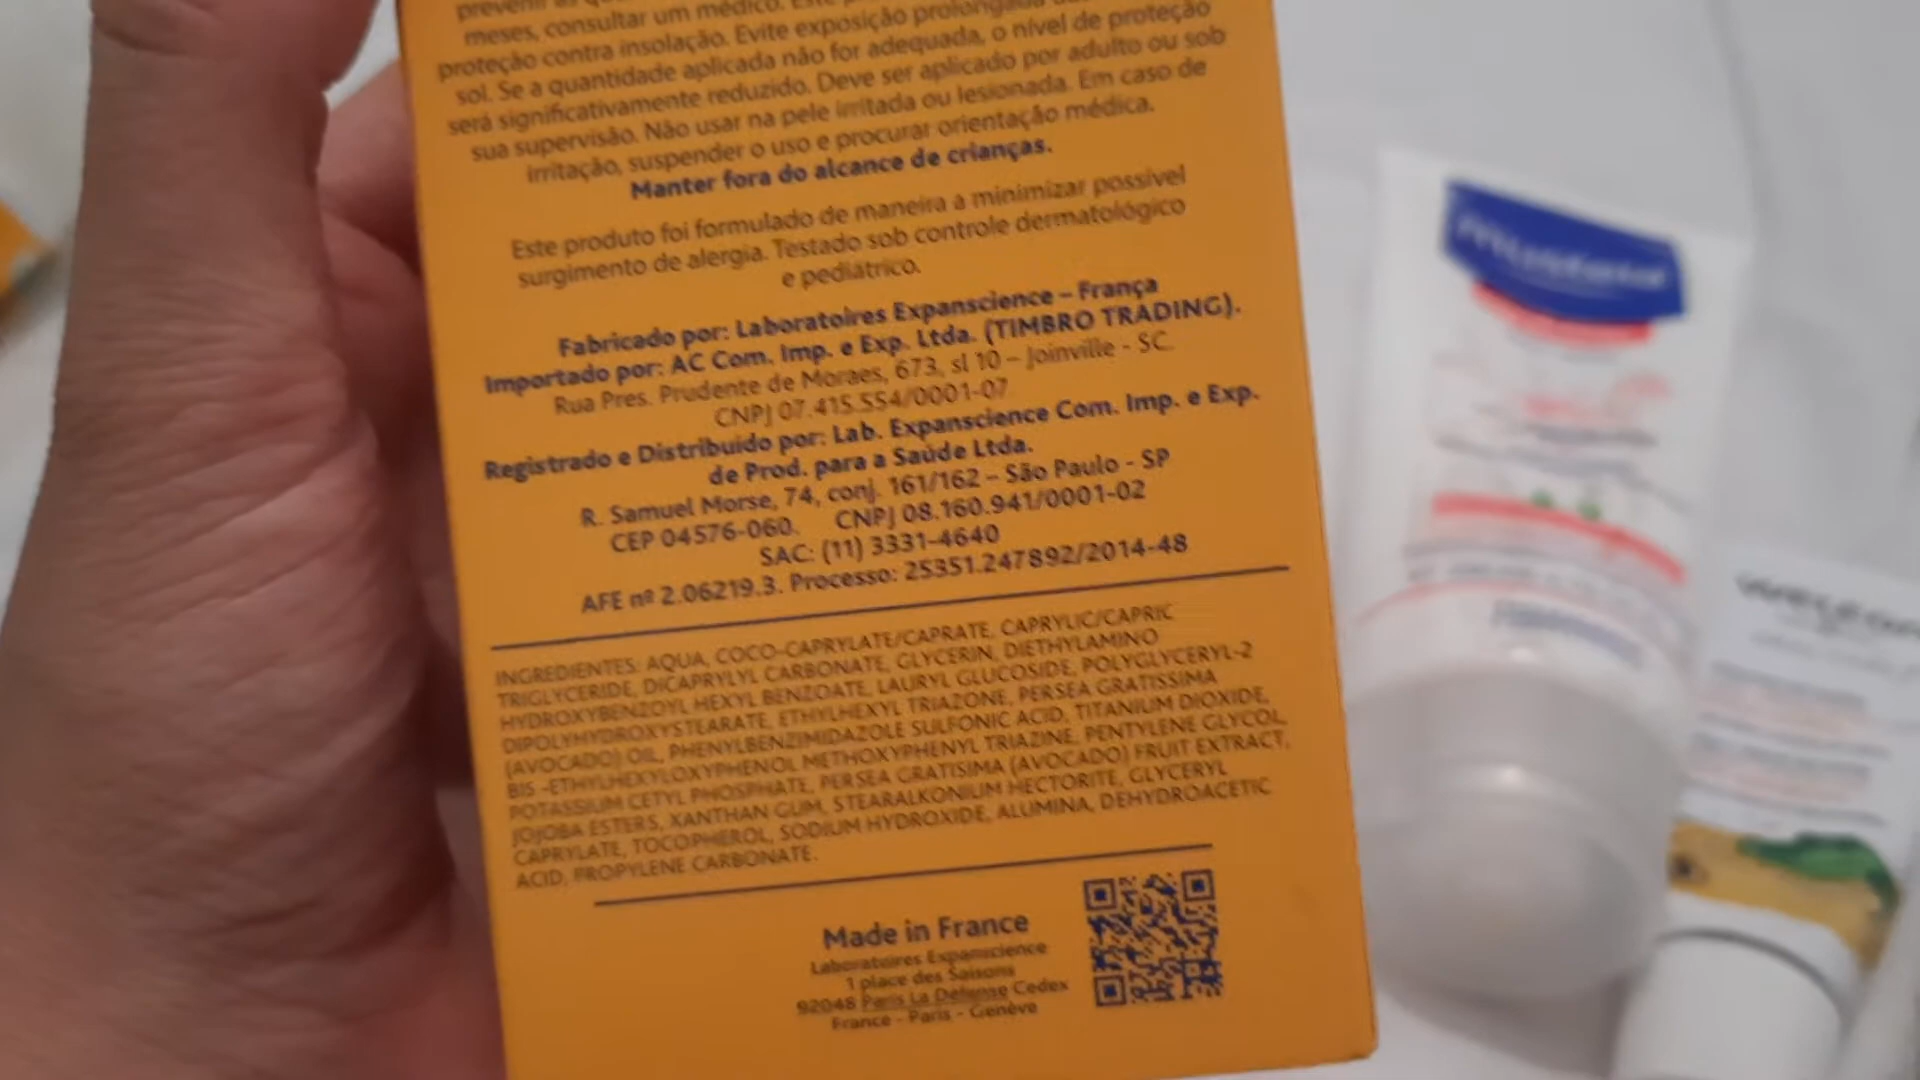 meses, consultar um médico.
proteção contra insolação. Evite exposição prolongada
sol. Se a quantidade aplicada não for adequada, o nível de proteção
será significativamente reduzido. Deve ser aplicado por adulto ou sob
sua supervisão. Não usar na pele irritada ou lesionada. Em caso de
irritação, suspender o uso e procurar orientação médica.
Manter fora do alcance de crianças.
Este produto foi formulado de maneira a minimizar possível
surgimento de alergia. Testado sob controle dermatológico
e pediátrico.
Fabricado por: Laboratoires Expanscience – França
Importado por: AC Com. Imp. e Exp. Ltda. (TIMBRO TRADING).
Rua Pres. Prudente de Moraes, 673, sl 10 – Joinville - SC
CNPJ 07.415.554/0001-07
Registrado e Distribuido por: Lab. Expanscience Com. Imp. e Exp.
de Prod. para a Saúde Ltda.
R. Samuel Morse, 74, conj. 161/162 – São Paulo - SP
CEP 04576-060. CNPJ 08.160.941/0001-02
SAC: (11) 3331-4640
AFE nº 2.06219.3. Processo: 25351.247892/2014-48
INGREDIENTES: AQUA, COCO-CAPRYLATE/CAPRATE, CAPRYLIC/CAPRIC
TRIGLYCERIDE, DICAPRYLYL CARBONATE, GLYCERIN, DIETHYLAMINO
HYDROXYBENZOYL HEXYL BENZOATE, LAURYL GLUCOSIDE, POLYGLYCERYL-2
DIPOLYHYDROXYSTEARATE, ETHYLHEXYL TRIAZONE, PERSEA GRATISSIMA
(AVOCADO) OIL, PHENYLBENZIMIDAZOLE SULFONIC ACID, TITANIUM DIOXIDE,
BIS -ETHYLHEXYLOXYPHENOL METHOXYPHENYL TRIAZINE, PENTYLENE GLYCOL,
POTASSIUM CETYL PHOSPHATE, PERSEA GRATISIMA (AVOCADO) FRUIT EXTRACT,
JOJOBA ESTERS, XANTHAN GUM, STEARALKONIUM HECTORITE, GLYCERYL
CAPRYLATE, TOCOPHEROL, SODIUM HYDROXIDE, ALUMINA, DEHYDROACETIC
ACID, PROPYLENE CARBONATE.
Made in France
Laboratoires Expanscience
1 place des Saisons
92048 Paris La Défense Cedex
France - Paris - Genève
mustela